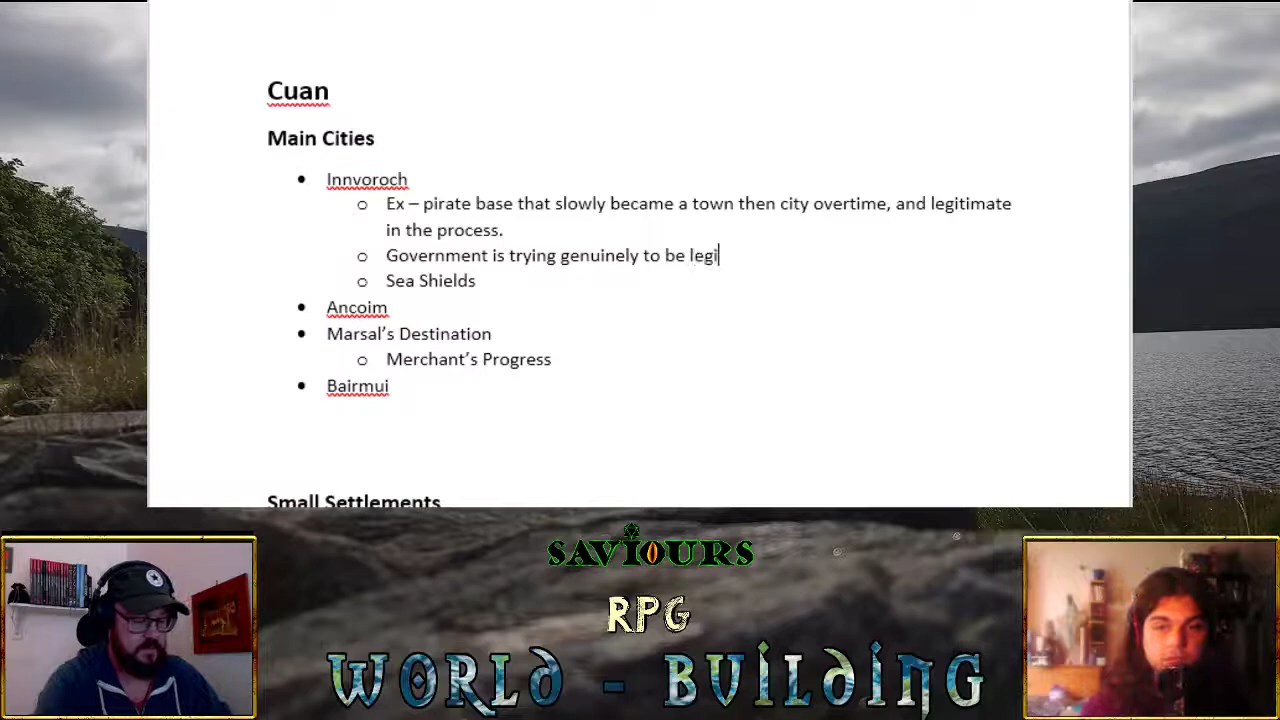 Cuan
Main Cities
Innvoroch
Ex – pirate base that slowly became a town then city overtime, and legitimate
in the process.
Government is trying genuinely to be legi
Sea Shields
Ancoim
Marsal's Destination
Merchant's Progress
Bairmui
Small Settlements
SAVIOURS
RPG
WORLD - BUILDING